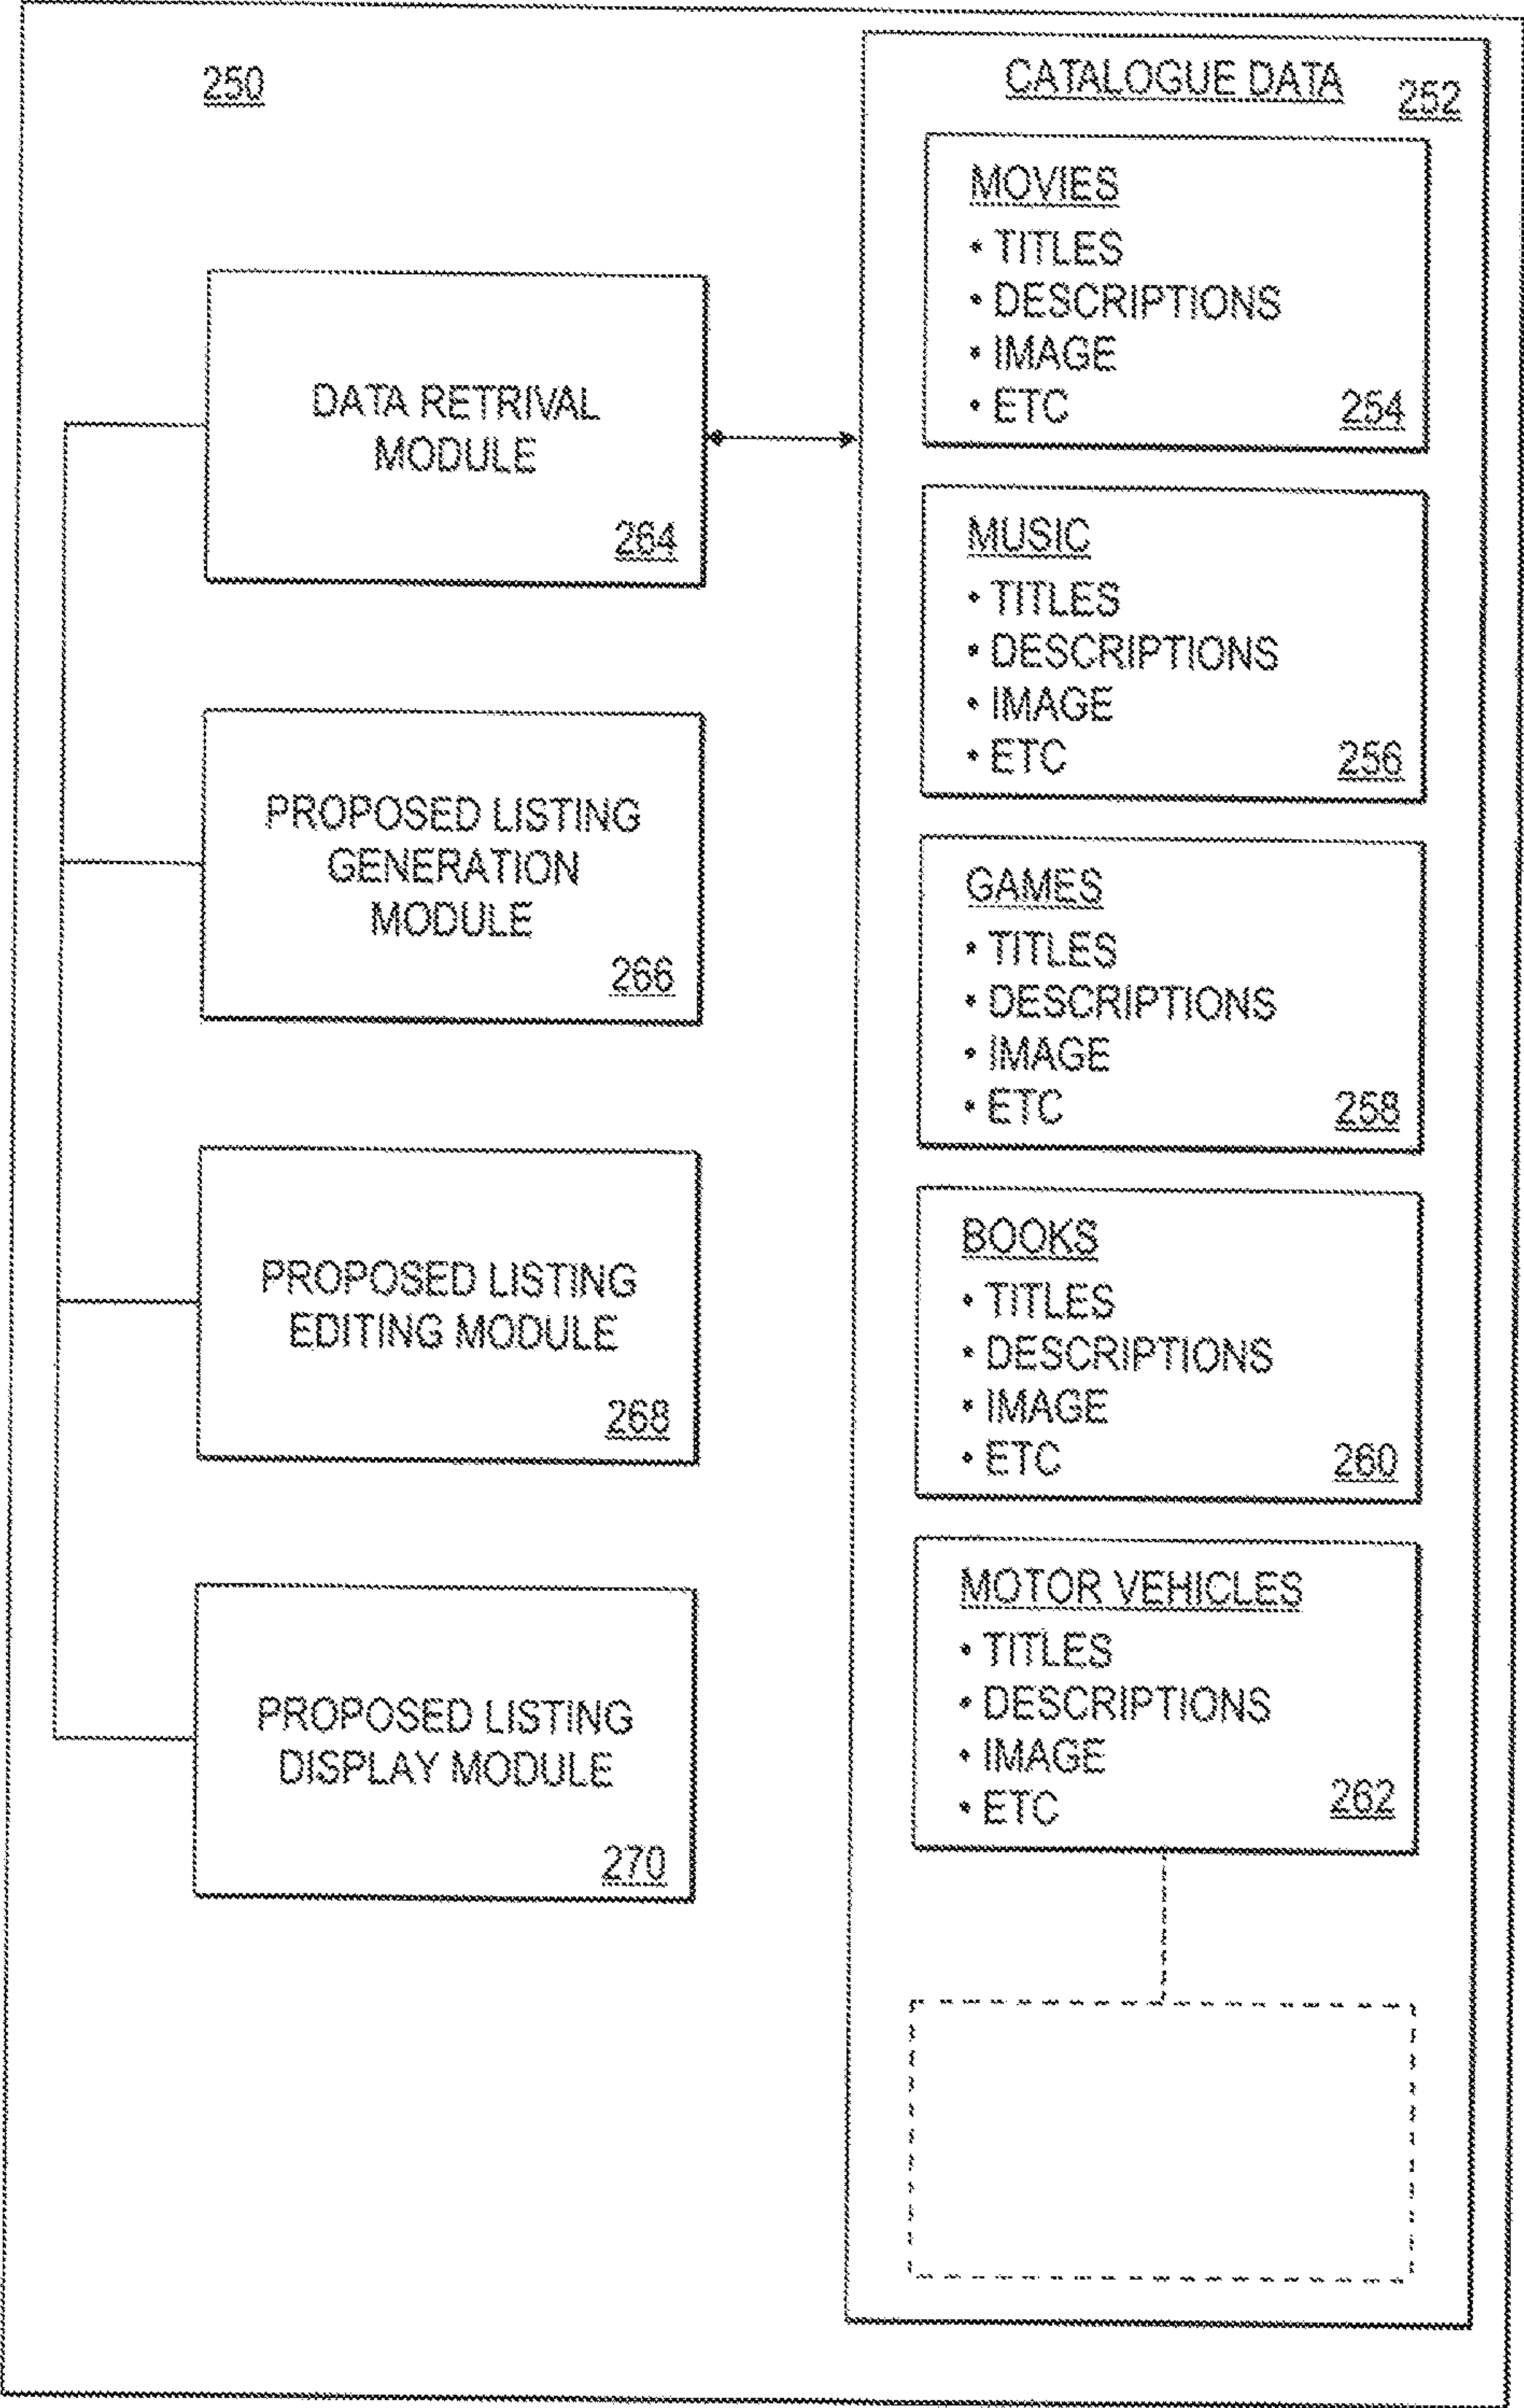 250
DATA RETRIVAL
MODULE
264
PROPOSED LISTING
GENERATION
MODULE
266
PROPOSED LISTING
EDITING MODULE
268
PROPOSED LISTING
DISPLAY MODULE
270
CATALOGUE DATA
252
MOVIES
• TITLES
• DESCRIPTIONS
• IMAGE
• ETC
254
MUSIC
• TITLES
• DESCRIPTIONS
• IMAGE
• ETC
256
GAMES
• TITLES
• DESCRIPTIONS
• IMAGE
• ETC
258
BOOKS
• TITLES
• DESCRIPTIONS
• IMAGE
• ETC
260
MOTOR VEHICLES
• TITLES
• DESCRIPTIONS
• IMAGE
• ETC
262